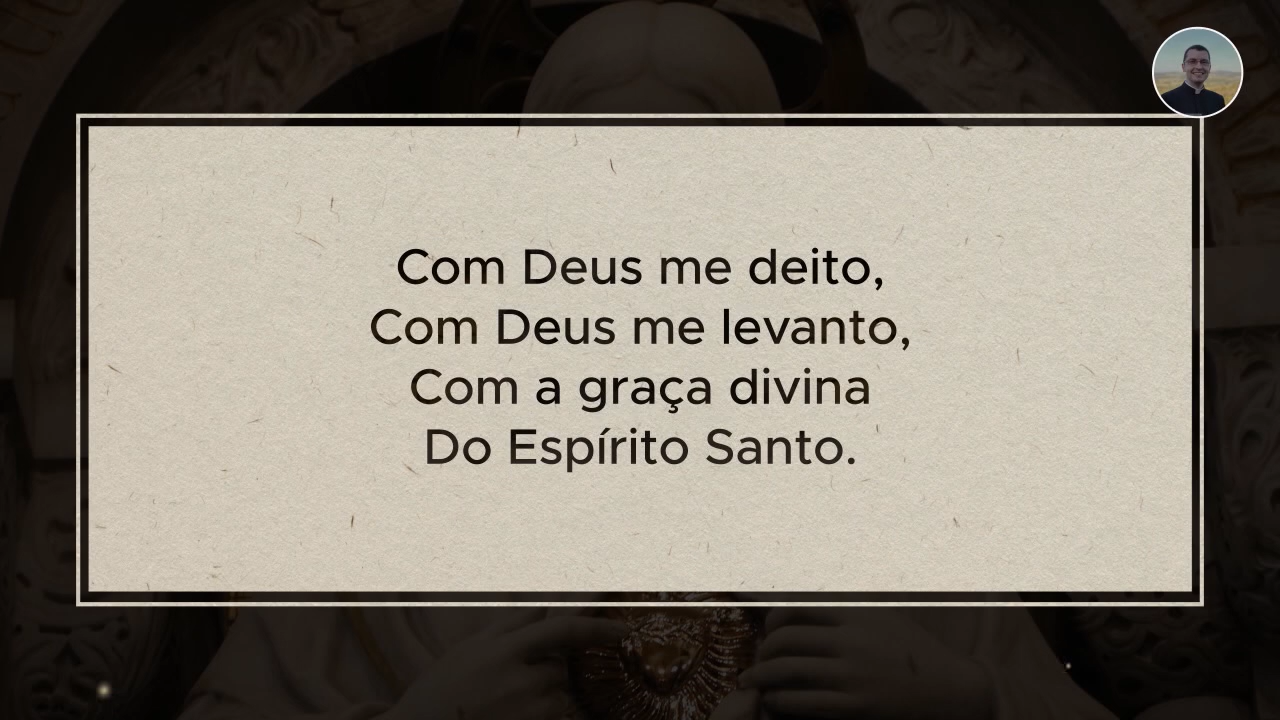 Com Deus me deito,
Com Deus me levanto,
Com a graça divina
Do Espírito Santo.